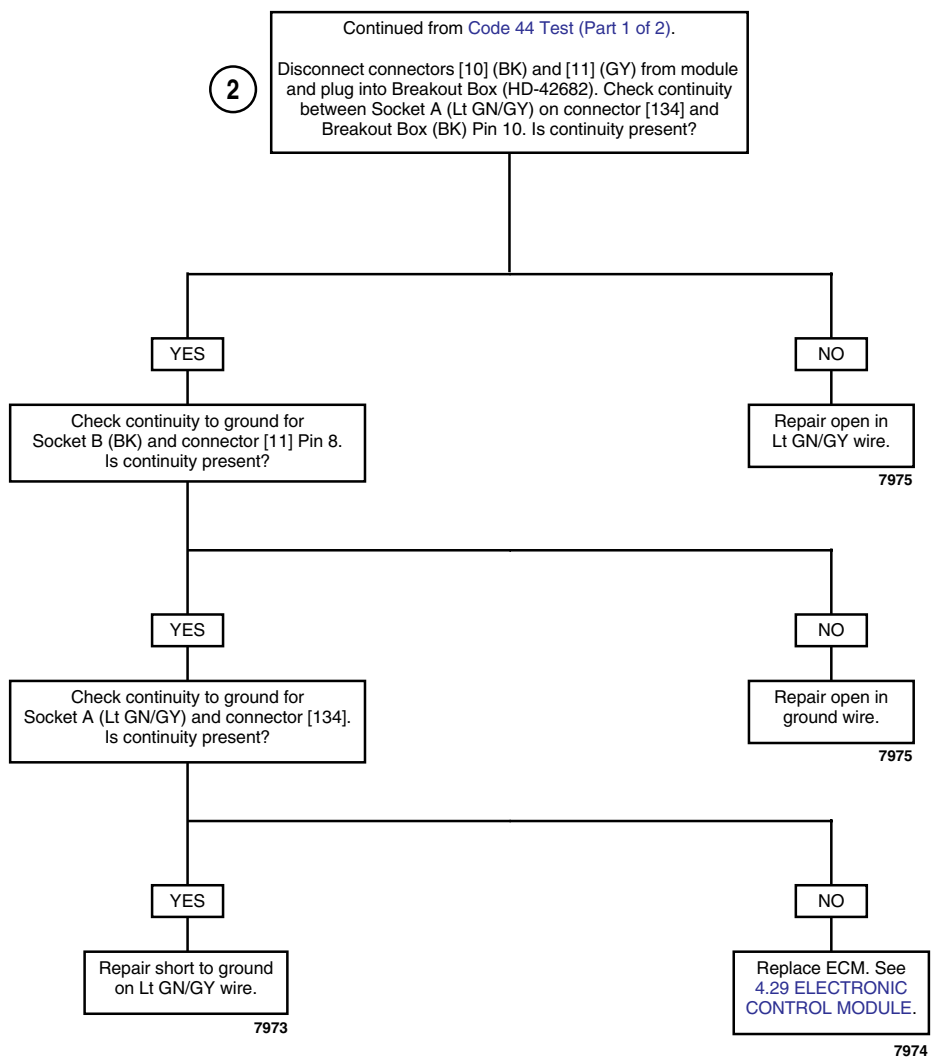 Continued from Code 44 Test (Part 1 of 2).
2
Disconnect connectors [10] (BK) and [11] (GY) from module
and plug into Breakout Box (HD-42682). Check continuity
between Socket A (Lt GN/GY) on connector [134] and
Breakout Box (BK) Pin 10. Is continuity present?
YES
NO
Check continuity to ground for
Socket B (BK) and connector [11] Pin 8.
Is continuity present?
Repair open in
Lt GN/GY wire.
7975
YES
NO
Check continuity to ground for
Socket A (Lt GN/GY) and connector [134].
Is continuity present?
Repair open in
ground wire.
7975
YES
NO
Repair short to ground
on Lt GN/GY wire.
7973
Replace ECM. See
4.29 ELECTRONIC
CONTROL MODULE.
7974